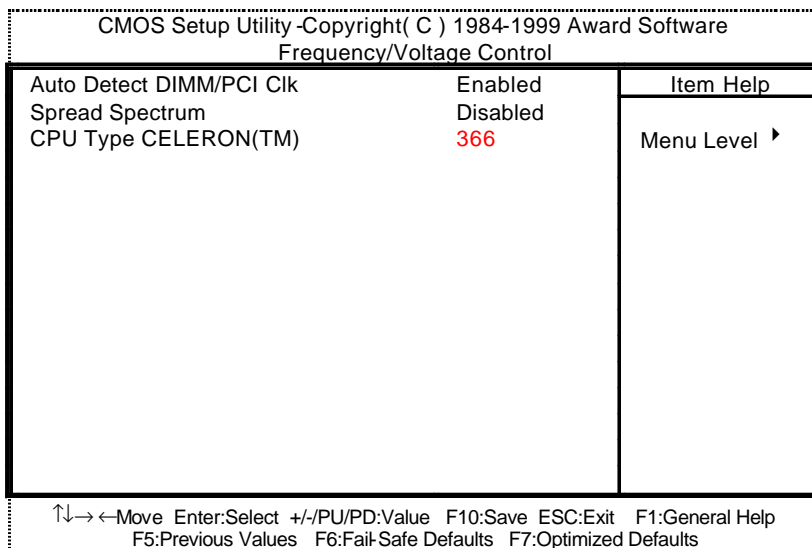 CMOS Setup Utility -Copyright( C ) 1984-1999 Award Software
Frequency/Voltage Control
Auto Detect DIMM/PCI Clk Enabled Item Help
Spread Spectrum Disabled
CPU Type CELERON(TM) 366 Menu Level ▸
↑↓→←Move Enter:Select +/-/PU/PD:Value F10:Save ESC:Exit F1:General Help
F5:Previous Values F6:Fail-Safe Defaults F7:Optimized Defaults